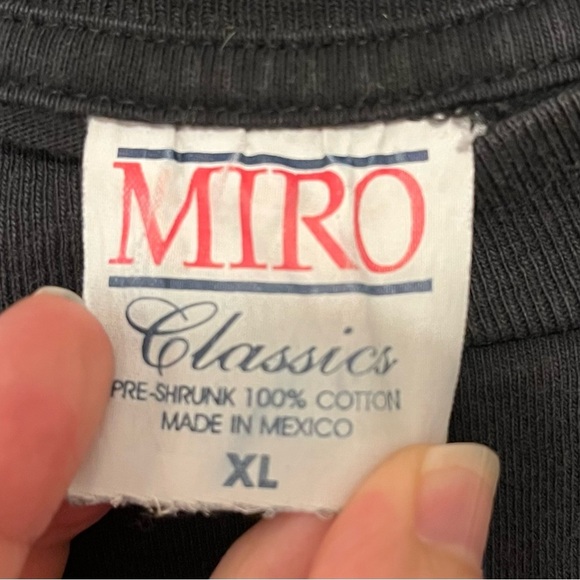 MIRO
Classics
PRE-SHRUNK 100% COTTON
MADE IN MEXICO
XL